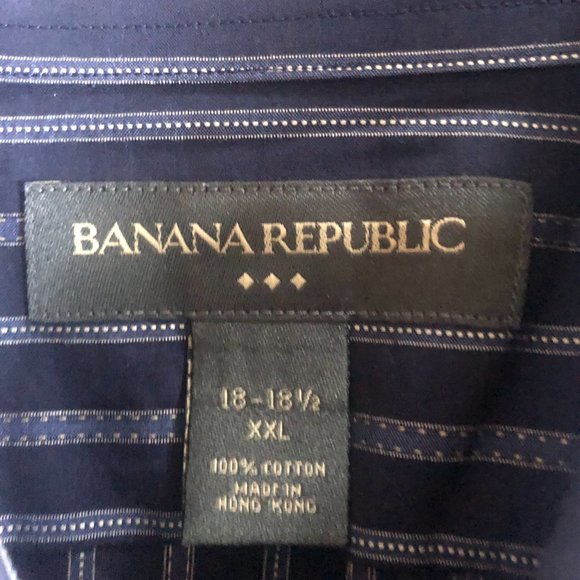 BANANA REPUBLIC
18-18½
XXL
100% COTTON
MADE IN
HONG KONG